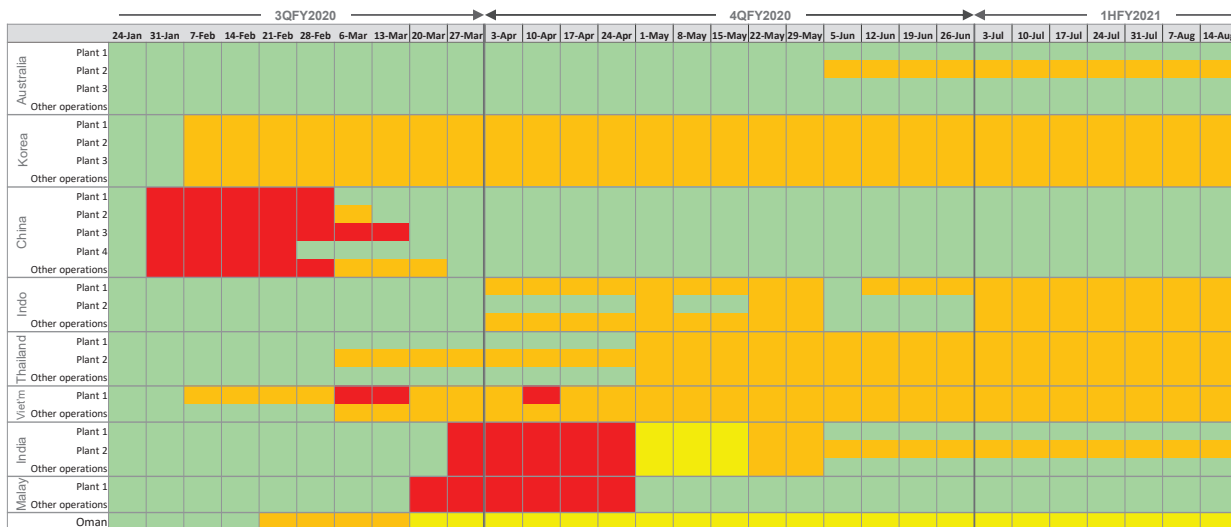 3QFY2020 4QFY2020 1HFY2021
24-Jan 31-Jan 7-Feb 14-Feb 21-Feb 28-Feb 6-Mar 13-Mar 20-Mar 27-Mar 3-Apr 10-Apr 17-Apr 24-Apr 1-May 8-May 15-May 22-May 29-May 5-Jun 12-Jun 19-Jun 26-Jun 3-Jul 10-Jul 17-Jul 24-Jul 31-Jul 7-Aug 14-Aug
Australia
Plant 1
Plant 2
Plant 3
Other operations
Korea
Plant 1
Plant 2
Plant 3
Other operations
China
Plant 1
Plant 2
Plant 3
Plant 4
Other operations
Indo
Plant 1
Plant 2
Other operations
Thailand
Plant 1
Plant 2
Other operations
Viet'm
Plant 1
Other operations
India
Plant 1
Plant 2
Other operations
Malay
Plant 1
Other operations
Oman